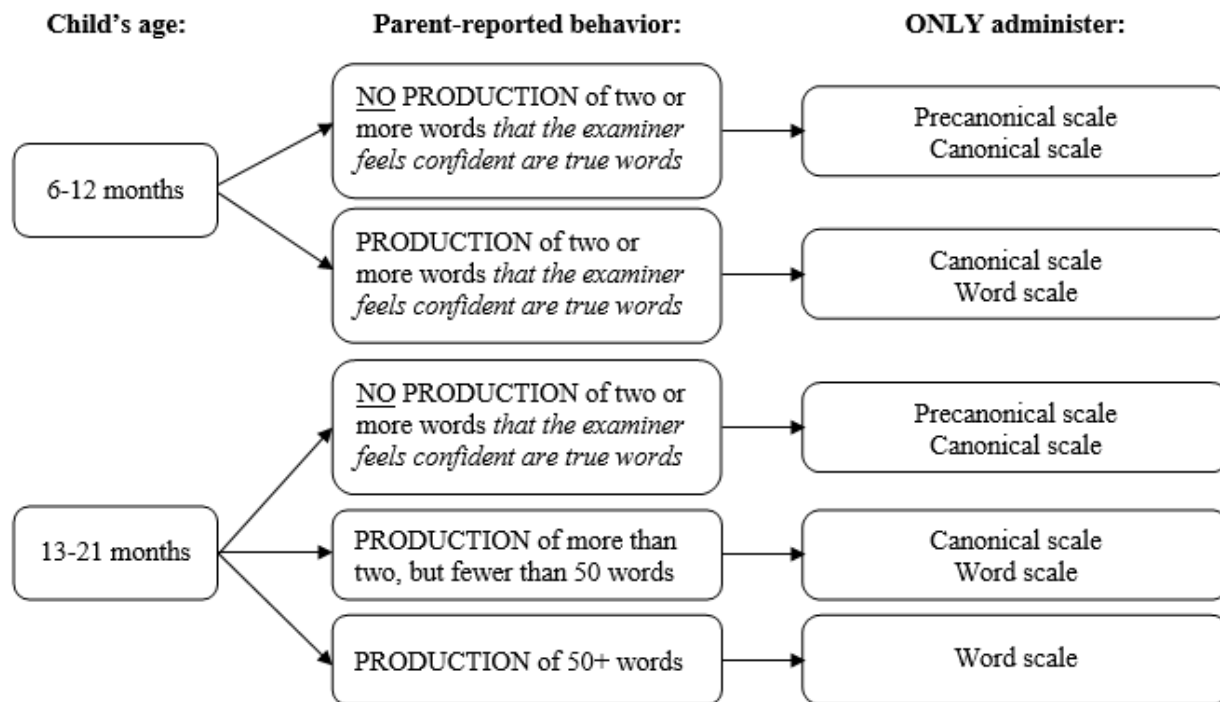 Child's age:
Parent-reported behavior:
ONLY administer:
6-12 months
NO PRODUCTION of two or
more words that the examiner
feels confident are true words
Precanonical scale
Canonical scale
PRODUCTION of two or
more words that the examiner
feels confident are true words
Canonical scale
Word scale
13-21 months
NO PRODUCTION of two or
more words that the examiner
feels confident are true words
Precanonical scale
Canonical scale
PRODUCTION of more than
two, but fewer than 50 words
Canonical scale
Word scale
PRODUCTION of 50+ words
Word scale